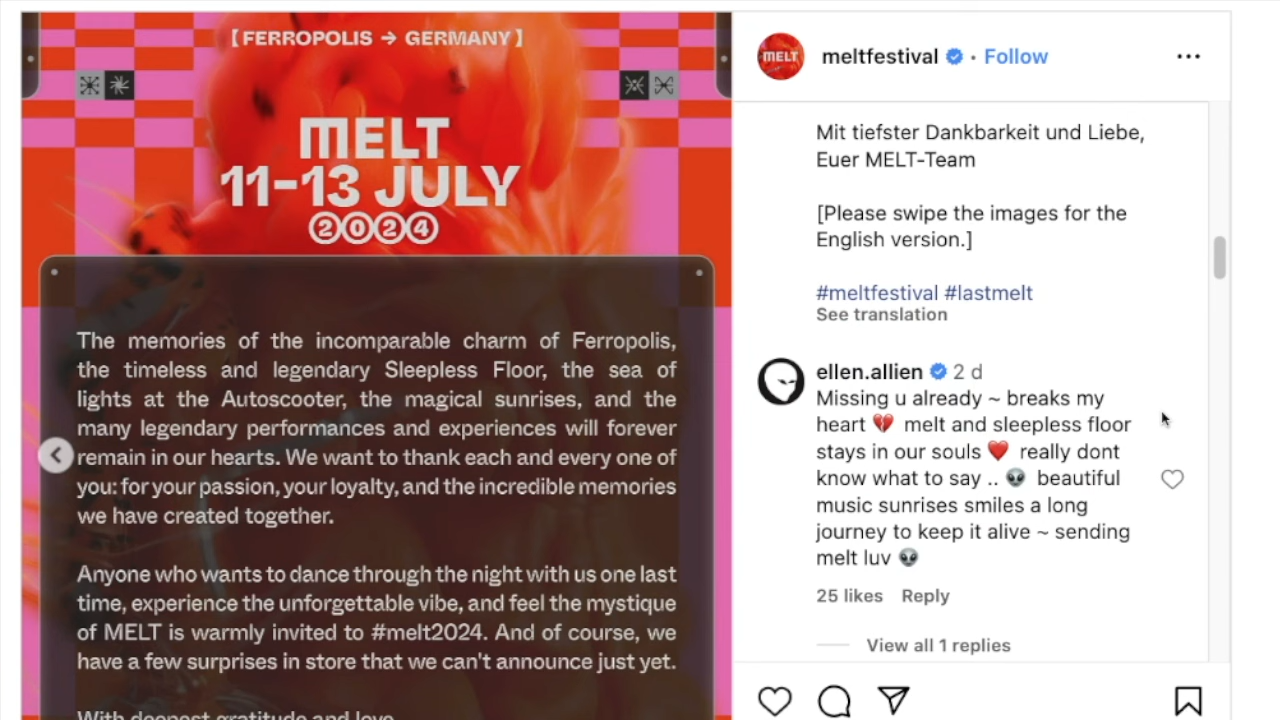 [FERROPOLIS → GERMANY]
MELT
11-13 JULY
2024
The memories of the incomparable charm of Ferropolis,
the timeless and legendary Sleepless Floor, the sea of
lights at the Autoscooter, the magical sunrises, and the
many legendary performances and experiences will forever
remain in our hearts. We want to thank each and every one of
you: for your passion, your loyalty, and the incredible memories
we have created together.
Anyone who wants to dance through the night with us one last
time, experience the unforgettable vibe, and feel the mystique
of MELT is warmly invited to #melt2024. And of course, we
have a few surprises in store that we can't announce just yet.
With deepest gratitude and love
MELT
meltfestival • Follow
Mit tiefster Dankbarkeit und Liebe,
Euer MELT-Team
[Please swipe the images for the
English version.]
#meltfestival #lastmelt
See translation
ellen.allien 2 d
Missing u already ~ breaks my
heart 💔 melt and sleepless floor
stays in our souls ❤️ really dont
know what to say .. 👽 beautiful
music sunrises smiles a long
journey to keep it alive ~ sending
melt luv 👽
25 likes Reply
View all 1 replies